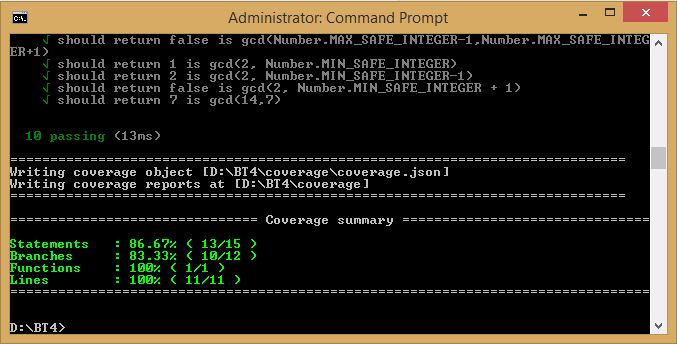 Administrator: Command Prompt
C:\.
√ should return false is gcd(Number.MAX_SAFE_INTEGER-1,Number.MAX_SAFE_INTEG
ER+1)
√ should return 1 is gcd(2, Number.MIN_SAFE_INTEGER)
√ should return 2 is gcd(2, Number.MIN_SAFE_INTEGER-1)
√ should return false is gcd(2, Number.MIN_SAFE_INTEGER + 1)
√ should return 7 is gcd(14,7)
10 passing (13ms)
=============================================================================
Writing coverage object [D:\BT4\coverage\coverage.json]
Writing coverage reports at [D:\BT4\coverage]
=============================================================================
=============================== Coverage summary ===============================
Statements   : 86.67% ( 13/15 )
Branches     : 83.33% ( 10/12 )
Functions    : 100% ( 1/1 )
Lines        : 100% ( 11/11 )
================================================================================
D:\BT4>